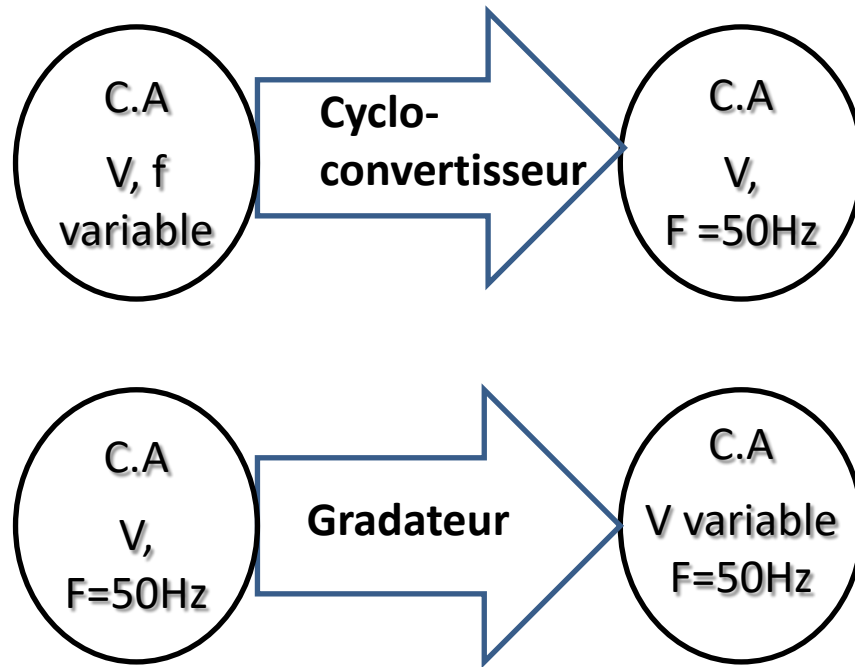 C.A
V, f
variable
Cyclo-
convertisseur
C.A
V,
F =50Hz
C.A
V,
F=50Hz
Gradateur
C.A
V variable
F=50Hz